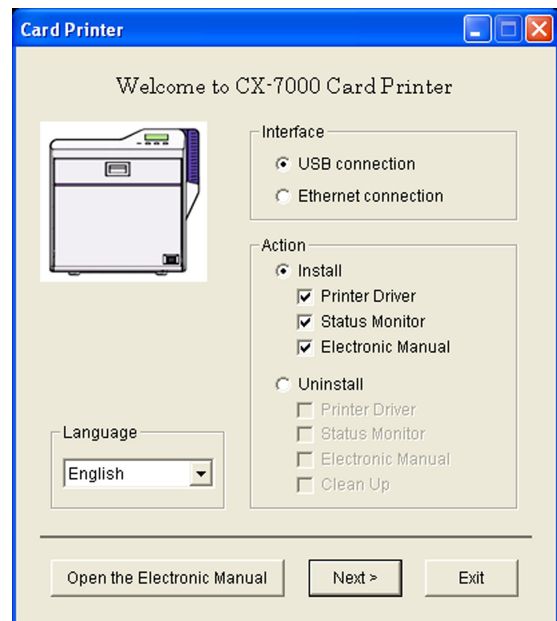 Card Printer
Welcome to CX-7000 Card Printer
Interface
USB connection
Ethernet connection
Action
Install
Printer Driver
Status Monitor
Electronic Manual
Uninstall
Printer Driver
Status Monitor
Electronic Manual
Clean Up
Language
English
Open the Electronic Manual
Next >
Exit